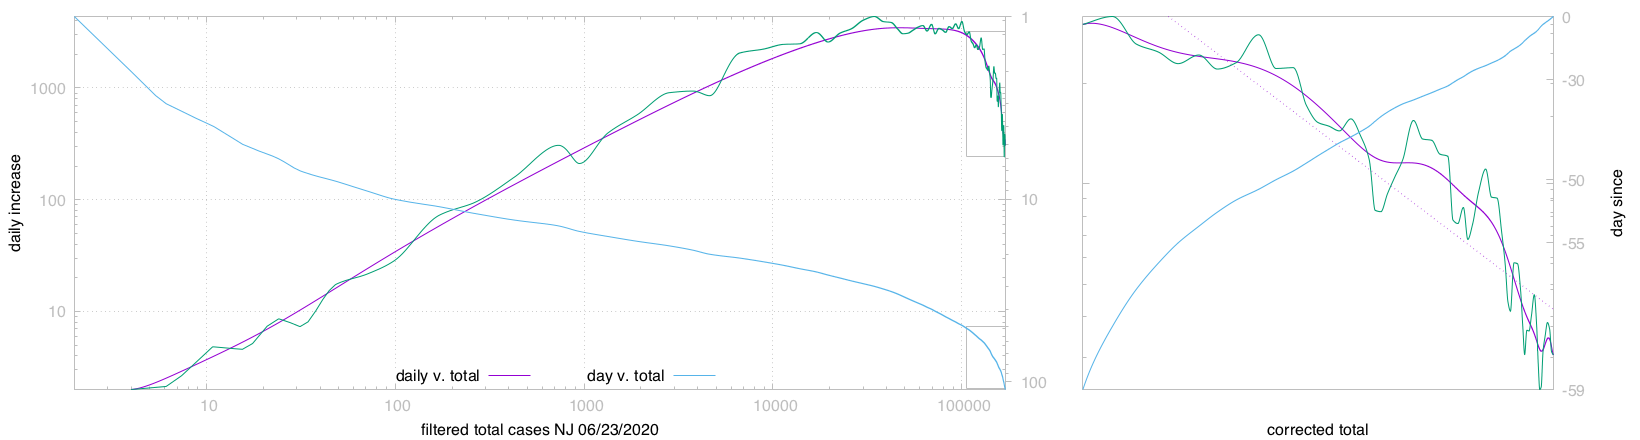 1000
100
10
daily increase
10
100
1000
10000
100000
filtered total cases NJ 06/23/2020
daily v. total
day v. total
1
10
100
0
-30
-50
-55
-59
day since
corrected total